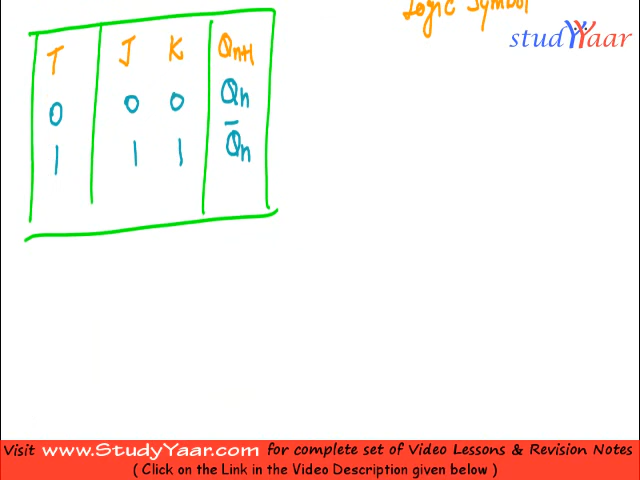 Logic Symbol
studYYaar
T J K Qn+1
0 0 0 Qn
1 1 1 Q̅n
Visit www.StudyYaar.com for complete set of Video Lessons & Revision Notes
( Click on the Link in the Video Description given below )